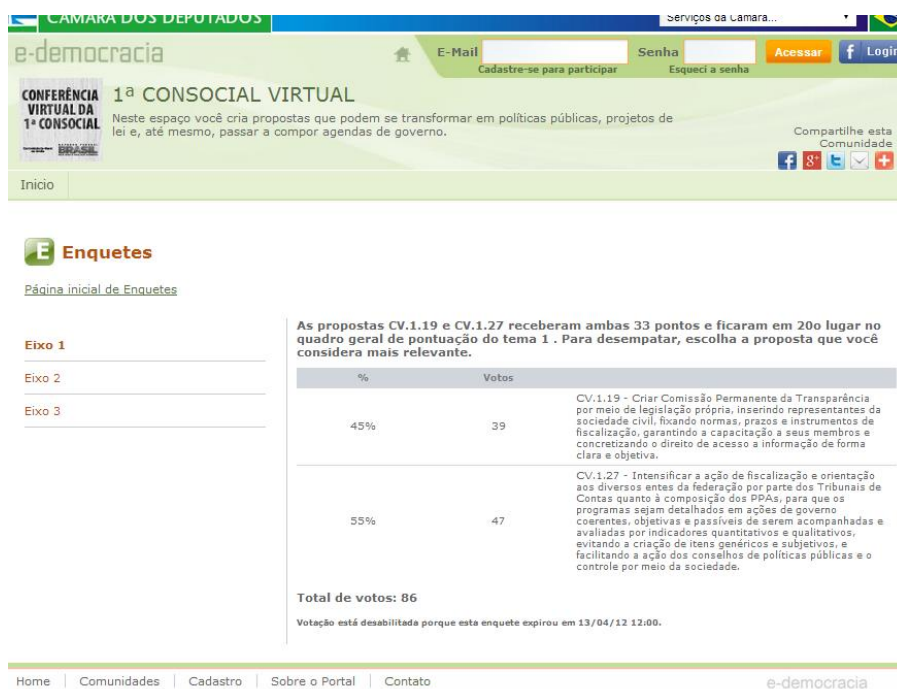 CÂMARA DOS DEPUTADOS
Serviços da Câmara...
e-democracia
E-Mail
Senha
Acessar
f Login
Cadastre-se para participar
Esqueci a senha
CONFERÊNCIA
VIRTUAL DA
1ª CONSOCIAL
BRASIL
1ª CONSOCIAL VIRTUAL
Neste espaço você cria propostas que podem se transformar em políticas públicas, projetos de
lei e, até mesmo, passar a compor agendas de governo.
Compartilhe esta
Comunidade
Inicio
E Enquetes
Página inicial de Enquetes
Eixo 1
Eixo 2
Eixo 3
As propostas CV.1.19 e CV.1.27 receberam ambas 33 pontos e ficaram em 20o lugar no
quadro geral de pontuação do tema 1 . Para desempatar, escolha a proposta que você
considera mais relevante.
% Votos
45% 39
CV.1.19 - Criar Comissão Permanente da Transparência
por meio de legislação própria, inserindo representantes da
sociedade civil, fixando normas, prazos e instrumentos de
fiscalização, garantindo a capacitação a seus membros e
concretizando o direito de acesso a informação de forma
clara e objetiva.
55% 47
CV.1.27 - Intensificar a ação de fiscalização e orientação
aos diversos entes da federação por parte dos Tribunais de
Contas quanto à composição dos PPAs, para que os
programas sejam detalhados em ações de governo
coerentes, objetivas e passíveis de serem acompanhadas e
avaliadas por indicadores quantitativos e qualitativos,
evitando a criação de itens genéricos e subjetivos, e
facilitando a ação dos conselhos de políticas públicas e o
controle por meio da sociedade.
Total de votos: 86
Votação está desabilitada porque esta enquete expirou em 13/04/12 12:00.
Home Comunidades Cadastro Sobre o Portal Contato
e-democracia